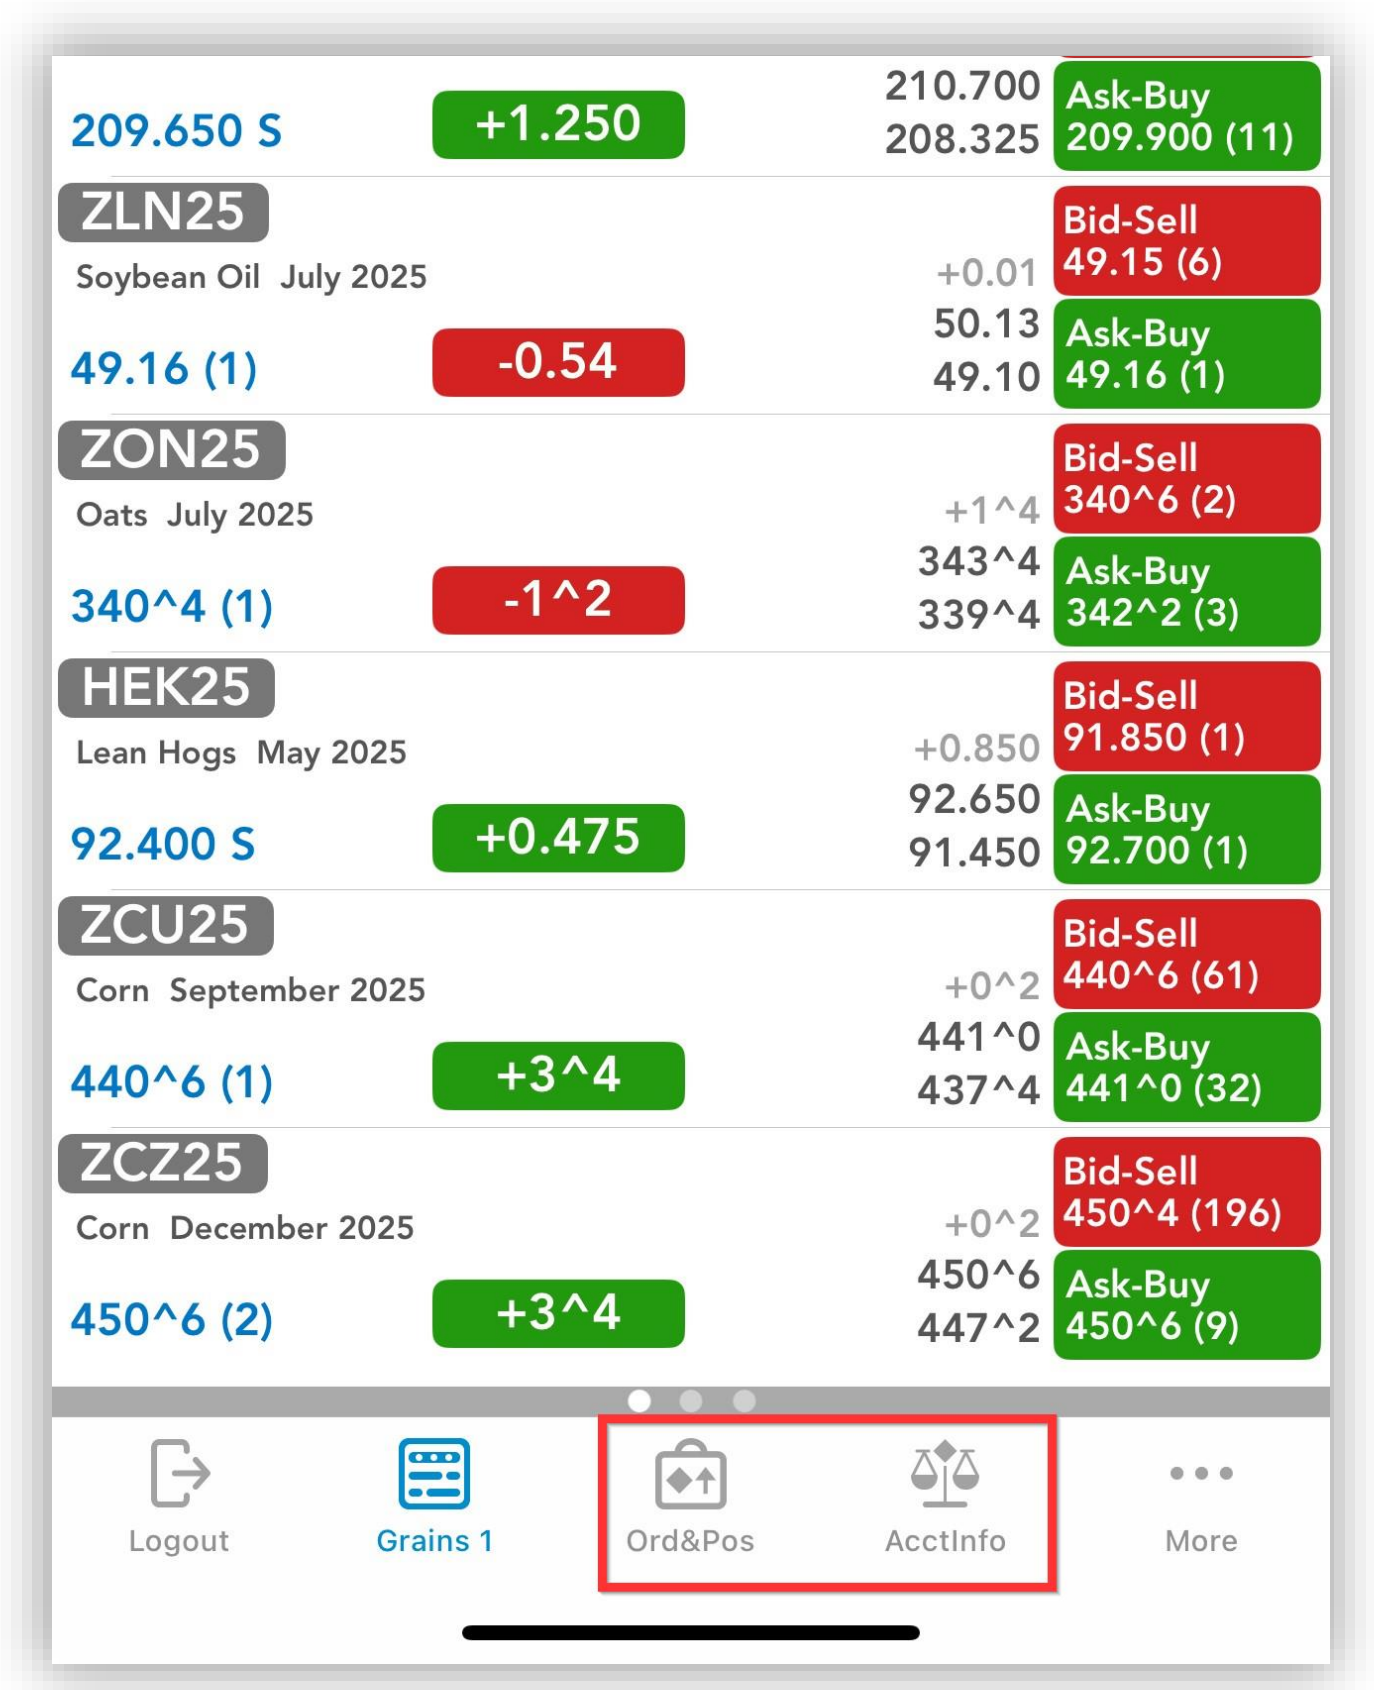 209.650 S
+1.250
210.700
208.325
Ask-Buy
209.900 (11)
ZLN25
Soybean Oil July 2025
49.16 (1)
-0.54
+0.01
50.13
49.10
Bid-Sell
49.15 (6)
Ask-Buy
49.16 (1)
ZON25
Oats July 2025
340^4 (1)
-1^2
+1^4
343^4
339^4
Bid-Sell
340^6 (2)
Ask-Buy
342^2 (3)
HEK25
Lean Hogs May 2025
92.400 S
+0.475
+0.850
92.650
91.450
Bid-Sell
91.850 (1)
Ask-Buy
92.700 (1)
ZCU25
Corn September 2025
440^6 (1)
+3^4
+0^2
441^0
437^4
Bid-Sell
440^6 (61)
Ask-Buy
441^0 (32)
ZCZ25
Corn December 2025
450^6 (2)
+3^4
+0^2
450^6
447^2
Bid-Sell
450^4 (196)
Ask-Buy
450^6 (9)
Logout
Grains 1
Ord&Pos
AcctInfo
More